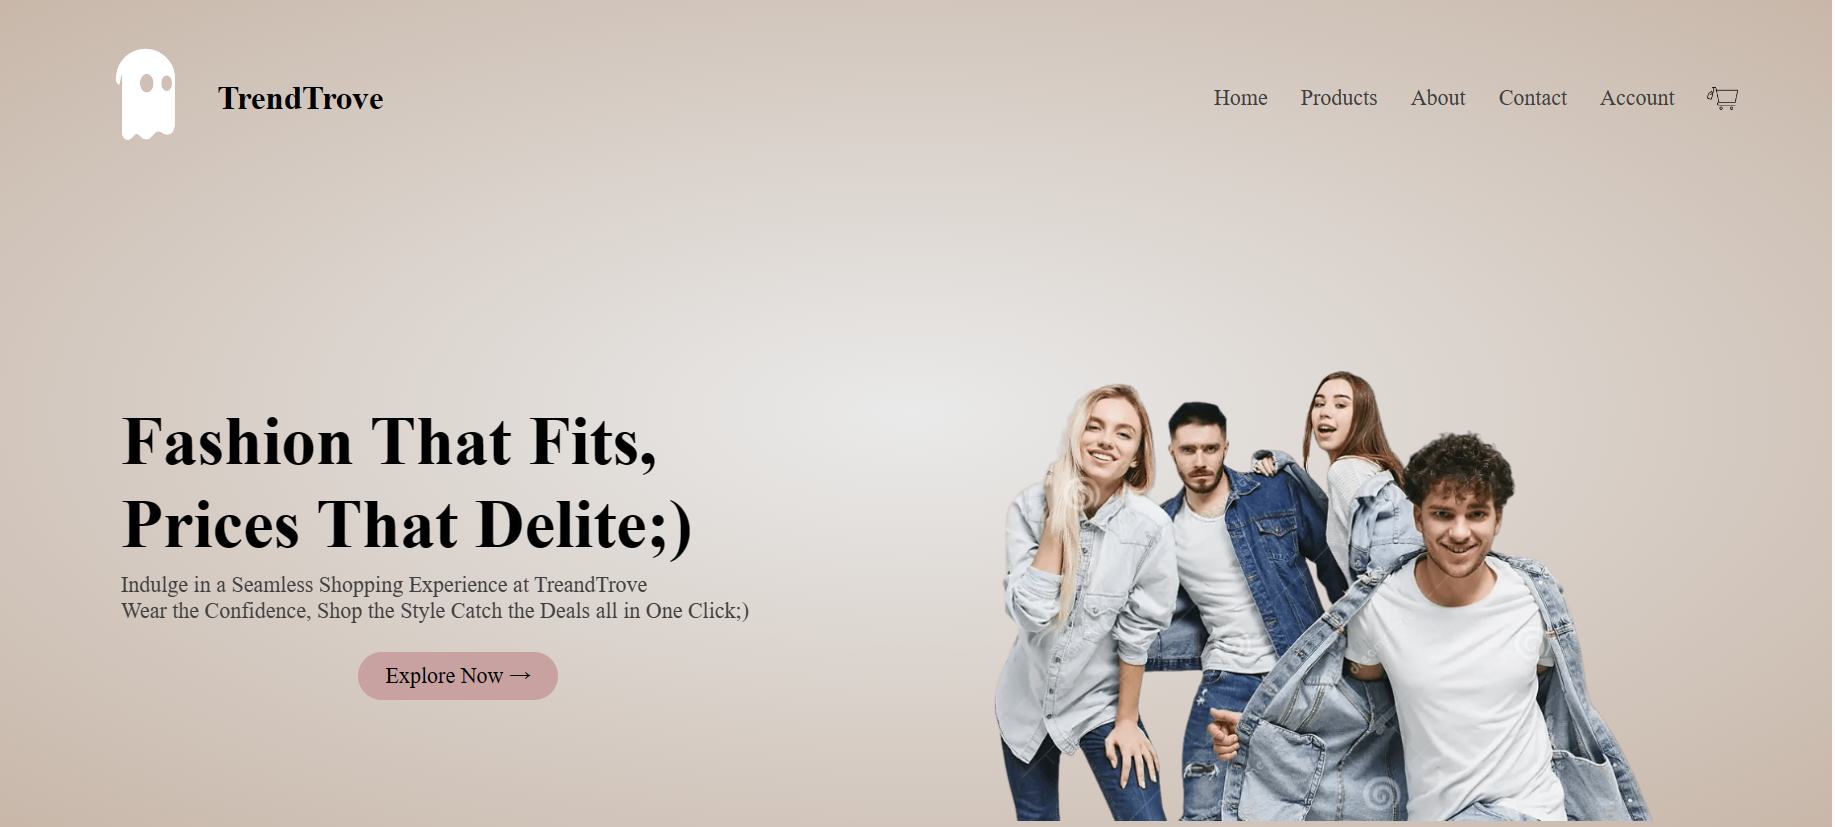 TrendTrove
Home Products About Contact Account
Fashion That Fits,
Prices That Delite;)
Indulge in a Seamless Shopping Experience at TreandTrove
Wear the Confidence, Shop the Style Catch the Deals all in One Click;)
Explore Now →